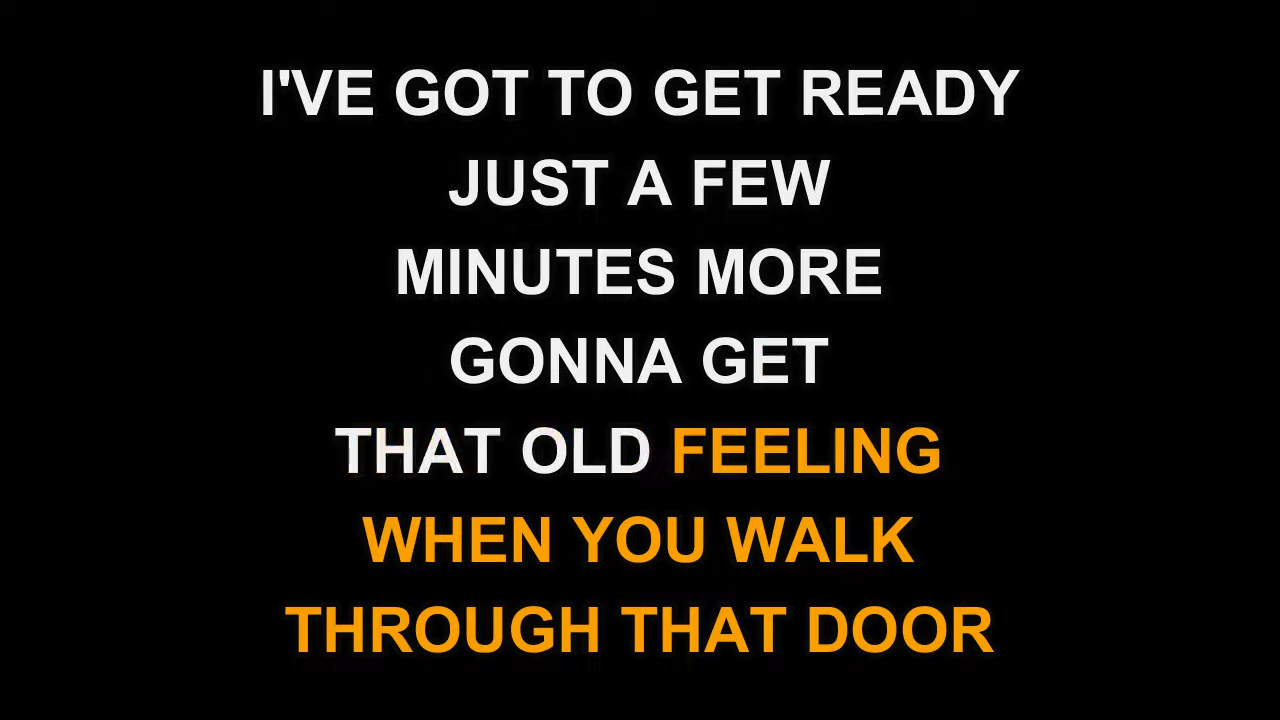 I'VE GOT TO GET READY
JUST A FEW
MINUTES MORE
GONNA GET
THAT OLD FEELING
WHEN YOU WALK
THROUGH THAT DOOR